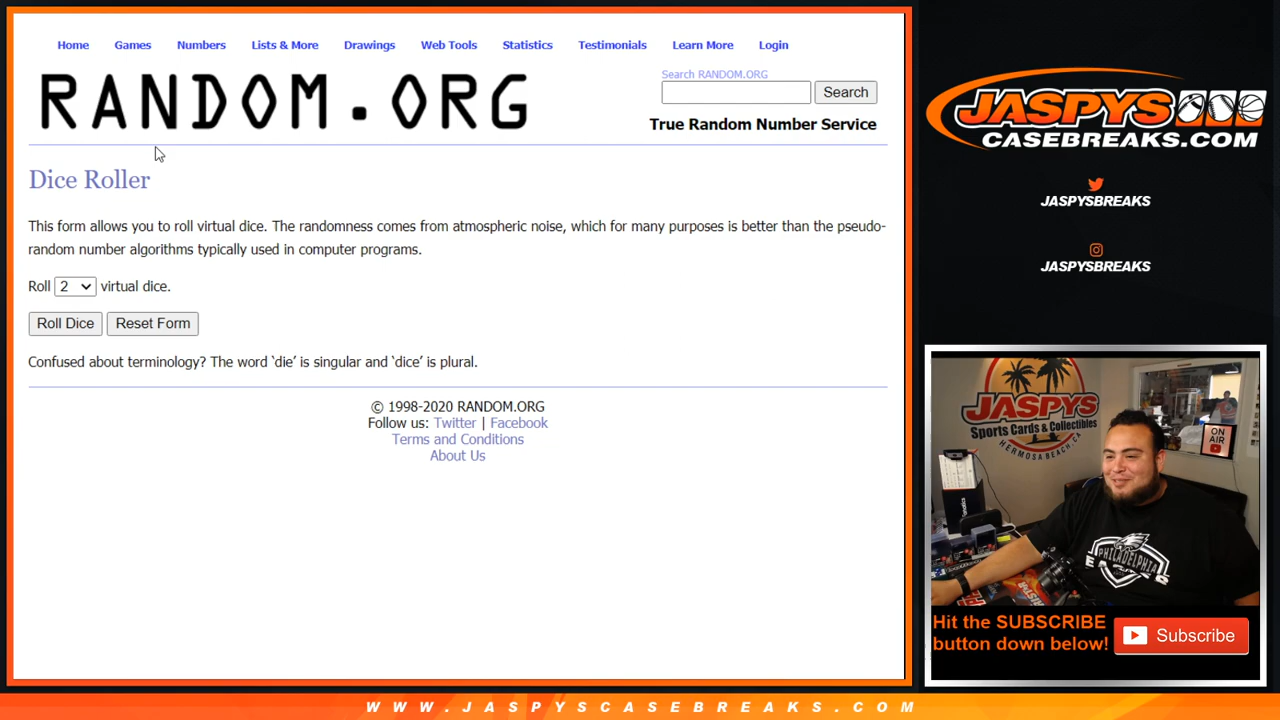 Home Games Numbers Lists & More Drawings Web Tools Statistics Testimonials Learn More Login
RANDOM.ORG
Search RANDOM.ORG
Search
True Random Number Service
Dice Roller
This form allows you to roll virtual dice. The randomness comes from atmospheric noise, which for many purposes is better than the pseudo-
random number algorithms typically used in computer programs.
Roll 2 virtual dice.
Roll Dice Reset Form
Confused about terminology? The word ‘die’ is singular and ‘dice’ is plural.
© 1998-2020 RANDOM.ORG
Follow us: Twitter | Facebook
Terms and Conditions
About Us
JASPYS
CASEBREAKS.COM
JASPYSBREAKS
JASPYSBREAKS
JASPYS
Sports Cards & Collectibles
HERMOSA BEACH, CA
ON
AIR
Fanatics
PHILADELPHIA
EAGLES
Hit the SUBSCRIBE
button down below!
Subscribe
WWW.JASPYSCASEBREAKS.COM